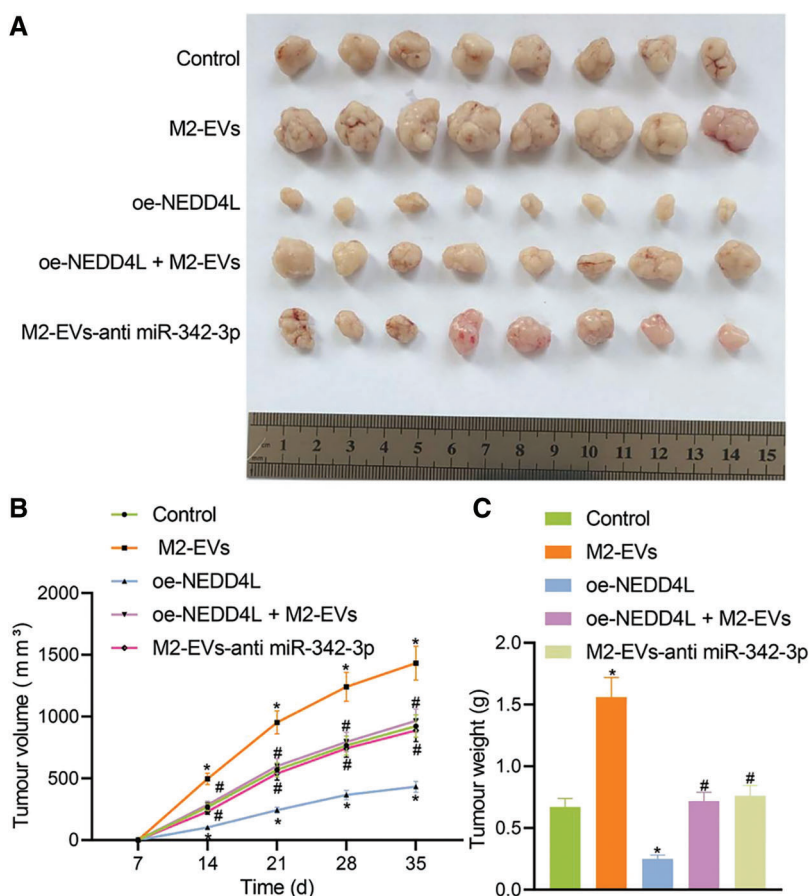 A
Control
M2-EVs
oe-NEDD4L
oe-NEDD4L + M2-EVs
M2-EVs-anti miR-342-3p
cm 1 2 3 4 5 6 7 8 9 10 11 12 13 14 15
mm
B
Control
M2-EVs
oe-NEDD4L
oe-NEDD4L + M2-EVs
M2-EVs-anti miR-342-3p
Tumour volume ( mm³)
2000
1500
1000
500
0
* * * *
# # # #
# # # #
* * * *
7 14 21 28 35
Time (d)
C
Control
M2-EVs
oe-NEDD4L
oe-NEDD4L + M2-EVs
M2-EVs-anti miR-342-3p
Tumour weight (g)
2.0
1.5
1.0
0.5
0.0
* * # #